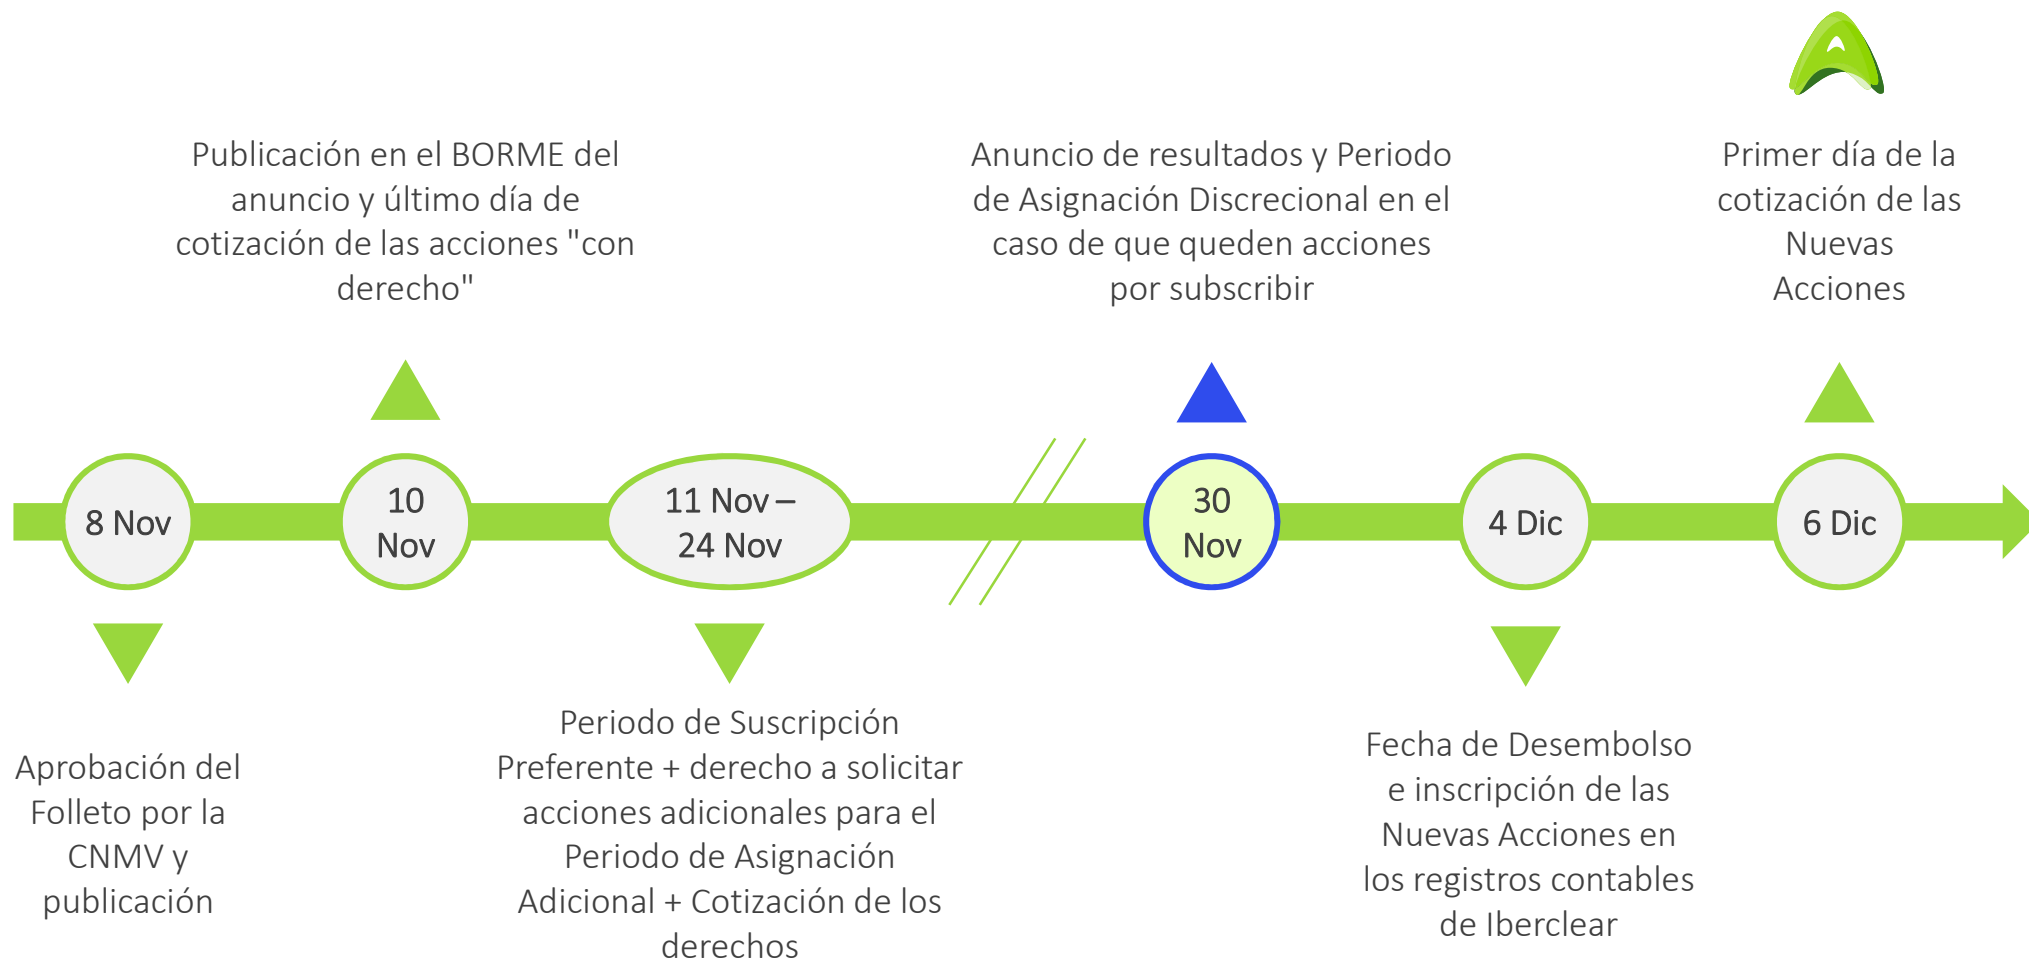 Publicación en el BORME del
anuncio y último día de
cotización de las acciones "con
derecho"
Anuncio de resultados y Periodo
de Asignación Discrecional en el
caso de que queden acciones
por subscribir
Primer día de la
cotización de las
Nuevas
Acciones
8 Nov
10
Nov
11 Nov –
24 Nov
30
Nov
4 Dic
6 Dic
Aprobación del
Folleto por la
CNMV y
publicación
Periodo de Suscripción
Preferente + derecho a solicitar
acciones adicionales para el
Periodo de Asignación
Adicional + Cotización de los
derechos
Fecha de Desembolso
e inscripción de las
Nuevas Acciones en
los registros contables
de Iberclear